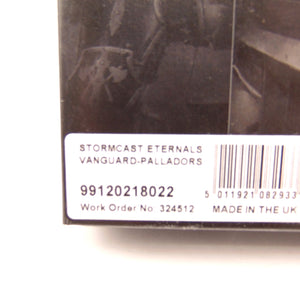 STORMCAST ETERNALS
VANGUARD-PALLADORS
99120218022
5 011921 082933
Work Order No. 324512
MADE IN THE UK